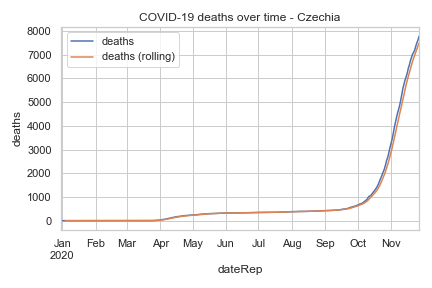 COVID-19 deaths over time - Czechia
deaths
deaths (rolling)
8000
7000
6000
5000
4000
3000
2000
1000
0
deaths
Jan Feb Mar Apr May Jun Jul Aug Sep Oct Nov
2020
dateRep